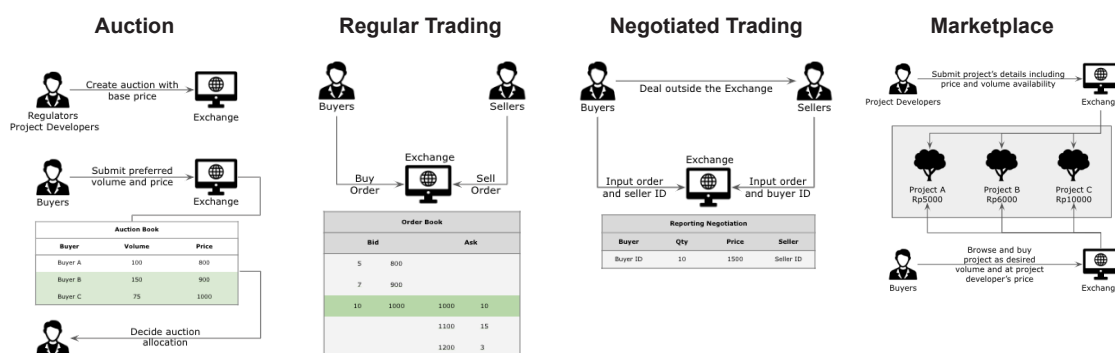 Auction
Create auction with
base price
Regulators
Project Developers
Exchange
Submit preferred
volume and price
Buyers
Exchange
Auction Book
Buyer Volume Price
Buyer A 100 800
Buyer B 150 900
Buyer C 75 1000
Decide auction
allocation
Regular Trading
Buyers
Sellers
Exchange
Buy
Order
Sell
Order
Order Book
Bid Ask
5 800
7 900
10 1000 1000 10
1100 15
1200 3
Negotiated Trading
Deal outside the Exchange
Buyers
Sellers
Exchange
Input order
and seller ID
Input order
and buyer ID
Reporting Negotiation
Buyer Qty Price Seller
Buyer ID 10 1500 Seller ID
Marketplace
Submit project's details including
price and volume availability
Project Developers
Exchang
Project A
Rp5000
Project B
Rp6000
Project C
Rp10000
Browse and buy
project as desired
volume and at project
developer's price
Buyers
Exchang